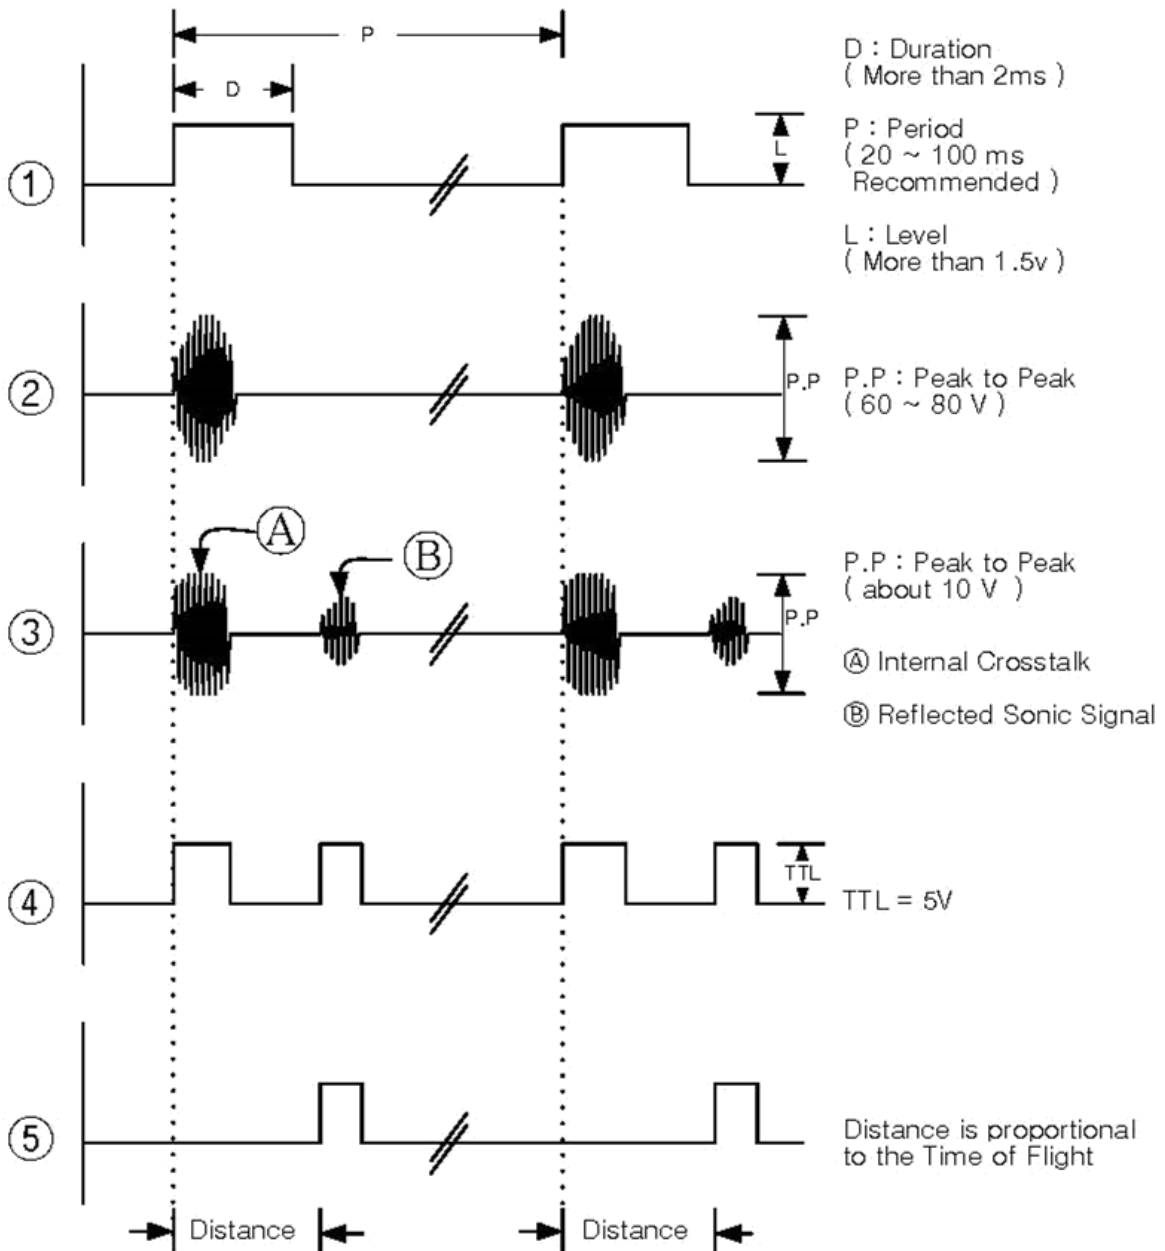 P
D : Duration
( More than 2ms )
D
P : Period
( 20 ~ 100 ms
Recommended )
L
①
L : Level
( More than 1.5v )
②
P.P
P.P : Peak to Peak
( 60 ~ 80 V )
Ⓐ
Ⓑ
P.P : Peak to Peak
( about 10 V )
③
P.P
Ⓐ Internal Crosstalk
Ⓑ Reflected Sonic Signal
④
TTL
TTL = 5V
⑤
Distance is proportional
to the Time of Flight
Distance
Distance